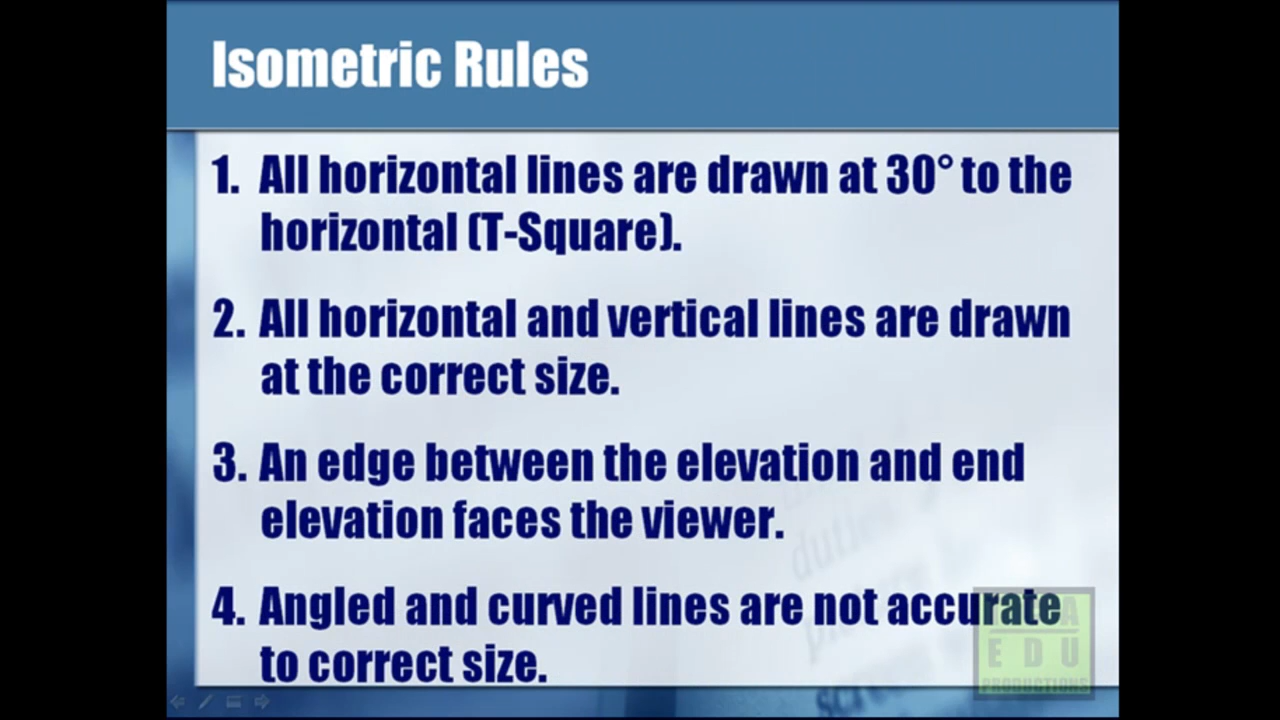 Isometric Rules
1. All horizontal lines are drawn at 30° to the
horizontal (T-Square).
2. All horizontal and vertical lines are drawn
at the correct size.
3. An edge between the elevation and end
elevation faces the viewer.
4. Angled and curved lines are not accurate
to correct size.
EDU
PRODUCTIONS